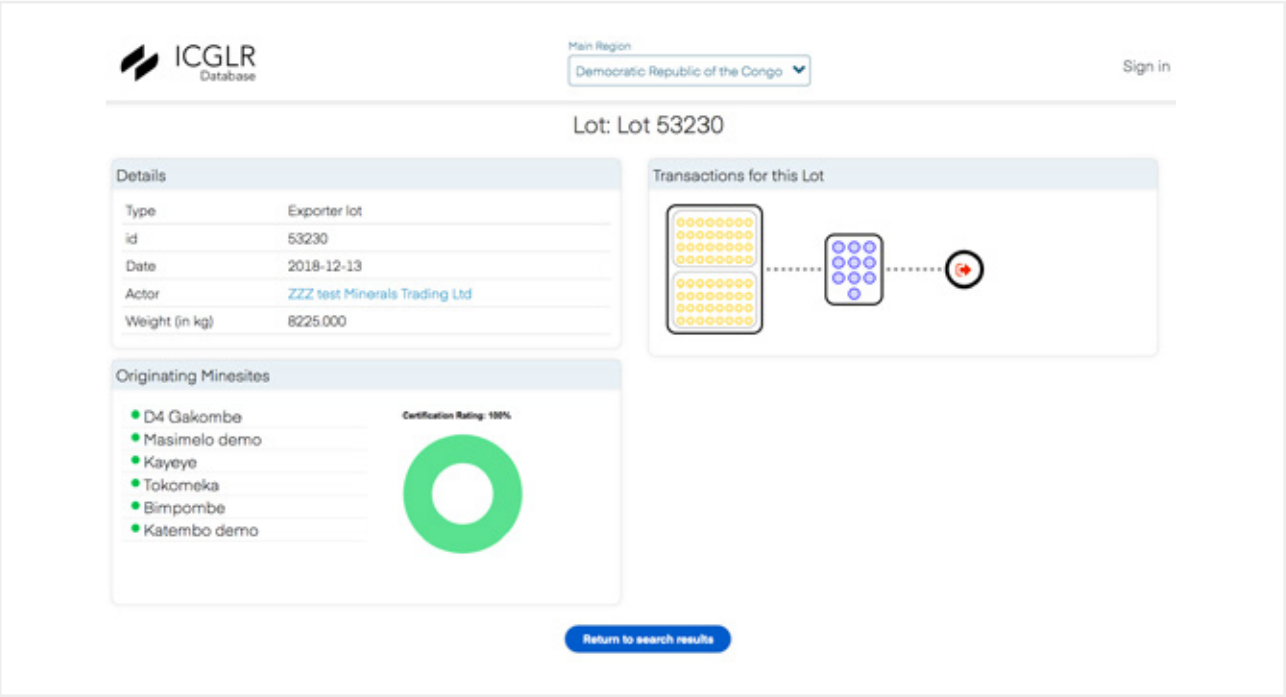 ICGLR
Database
Main Region
Democratic Republic of the Congo
Sign in
Lot: Lot 53230
Details
Type Exporter lot
id 53230
Date 2018-12-13
Actor ZZZ test Minerals Trading Ltd
Weight (in kg) 8225.000
Transactions for this Lot
Originating Minesites
D4 Gakombe
Masimelo demo
Kayeye
Tokomeka
Bimpombe
Katembo demo
Certification Rating: 100%
Return to search results